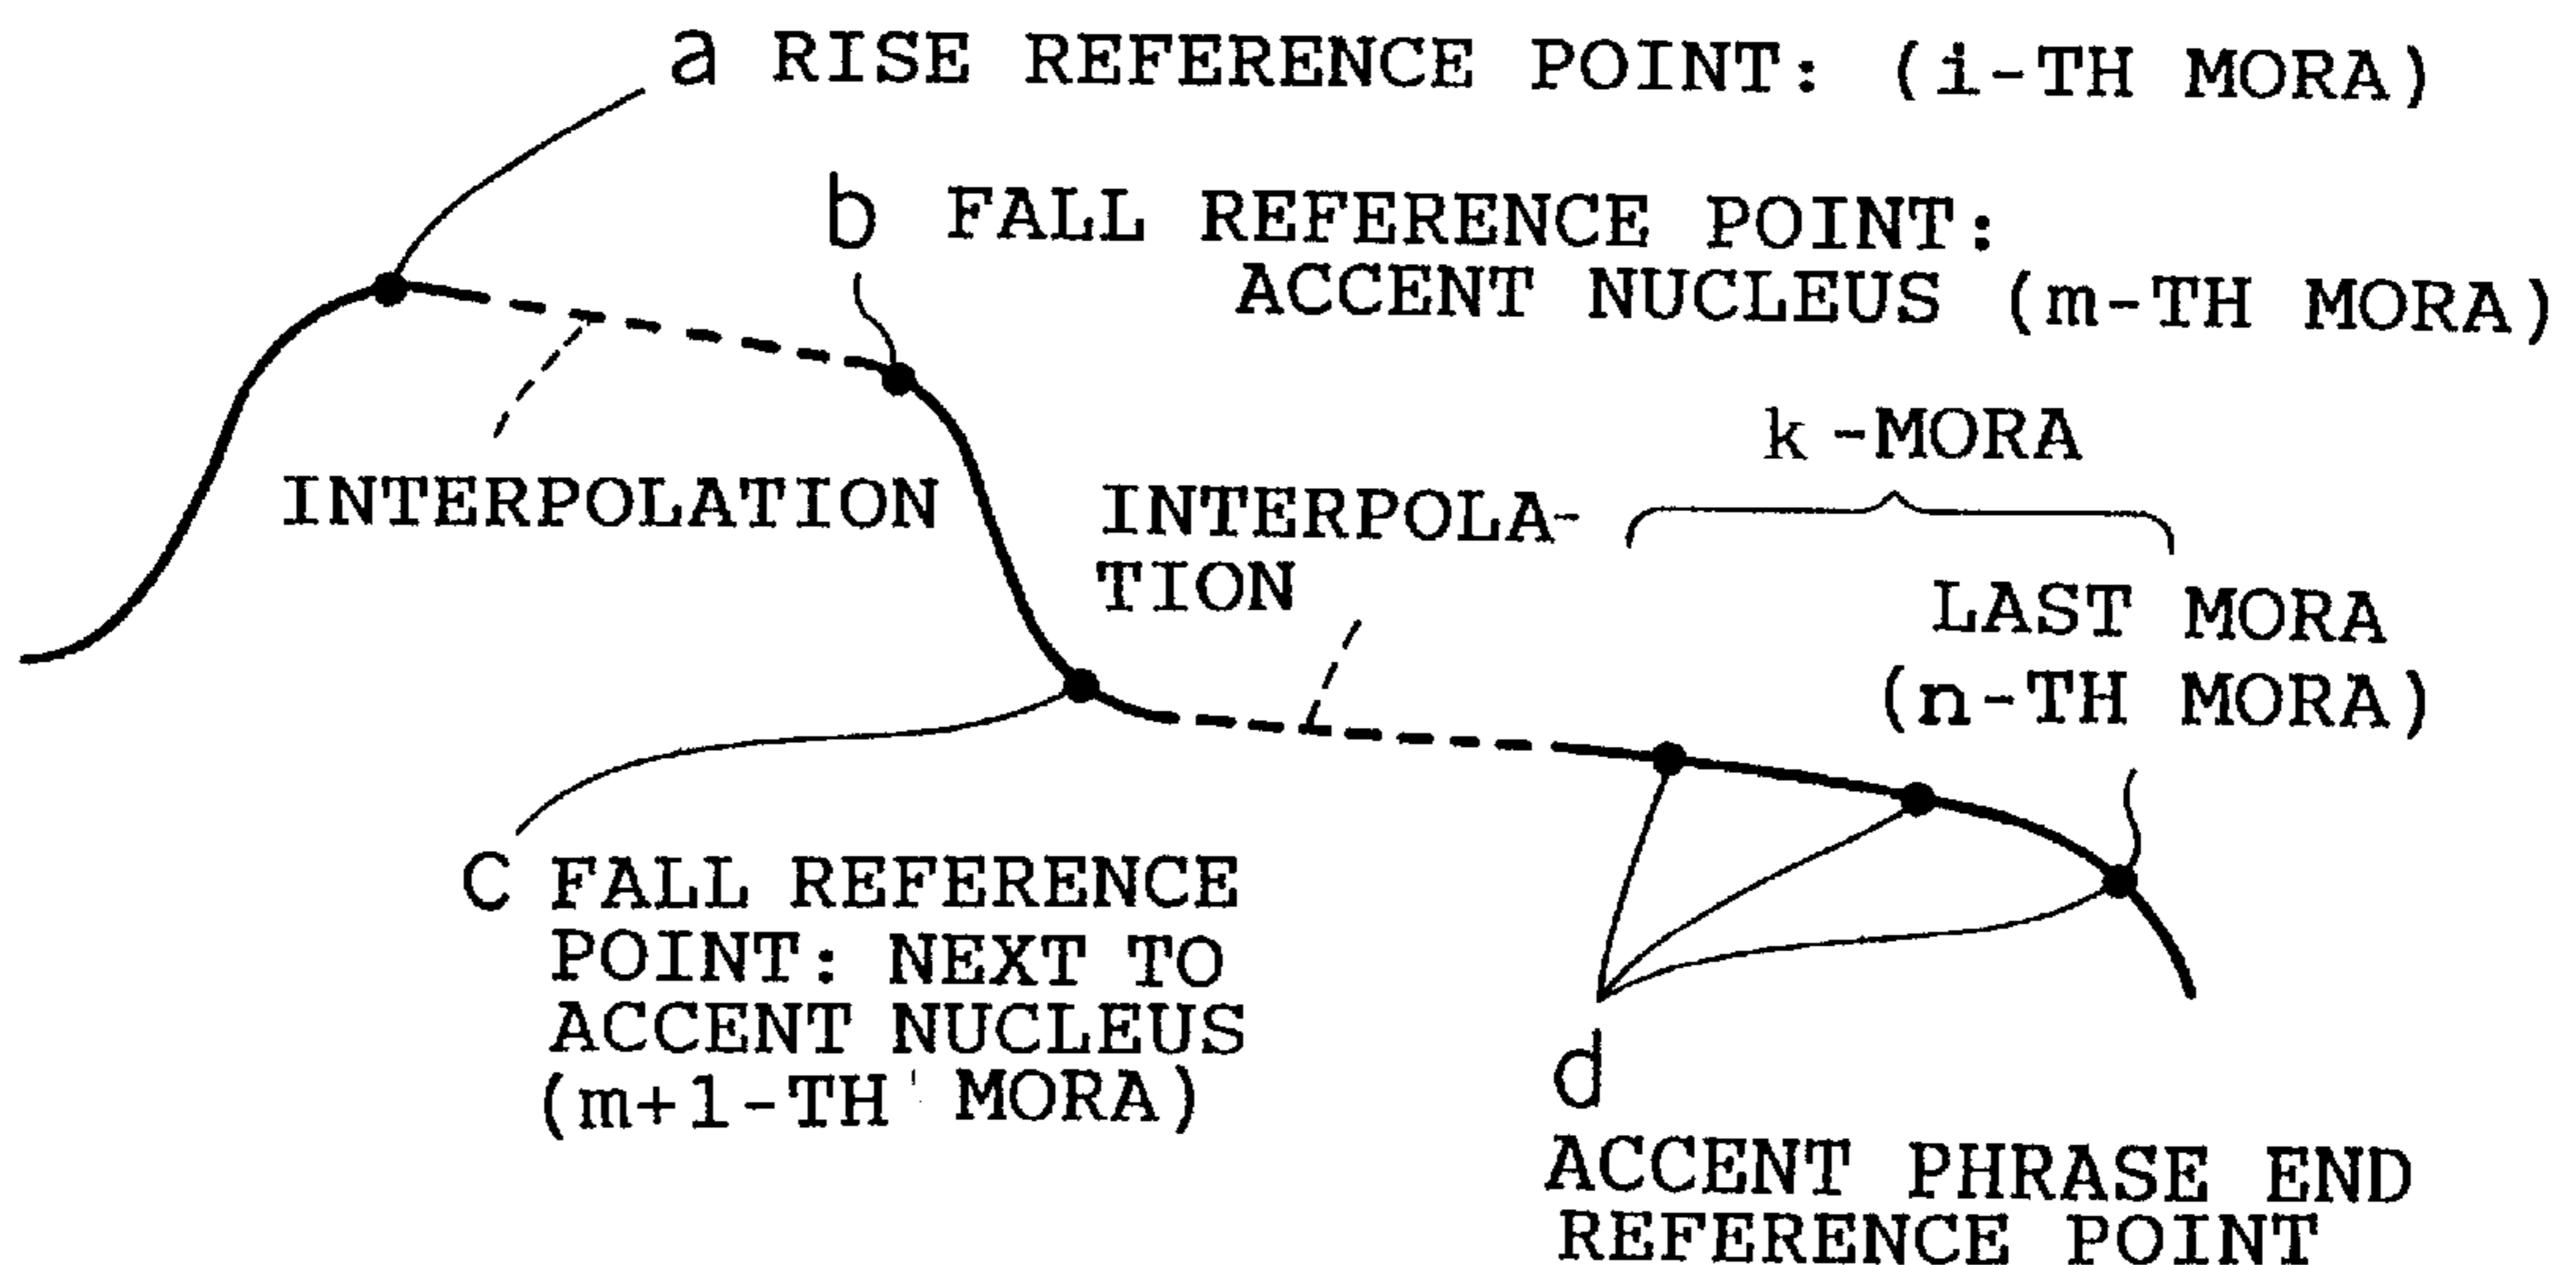 a RISE REFERENCE POINT: (i-TH MORA)
b FALL REFERENCE POINT:
ACCENT NUCLEUS (m-TH MORA)
k-MORA
INTERPOLATION
INTERPOLA-
TION
LAST MORA
(n-TH MORA)
c FALL REFERENCE
POINT: NEXT TO
ACCENT NUCLEUS
(m+1-TH MORA)
d
ACCENT PHRASE END
REFERENCE POINT